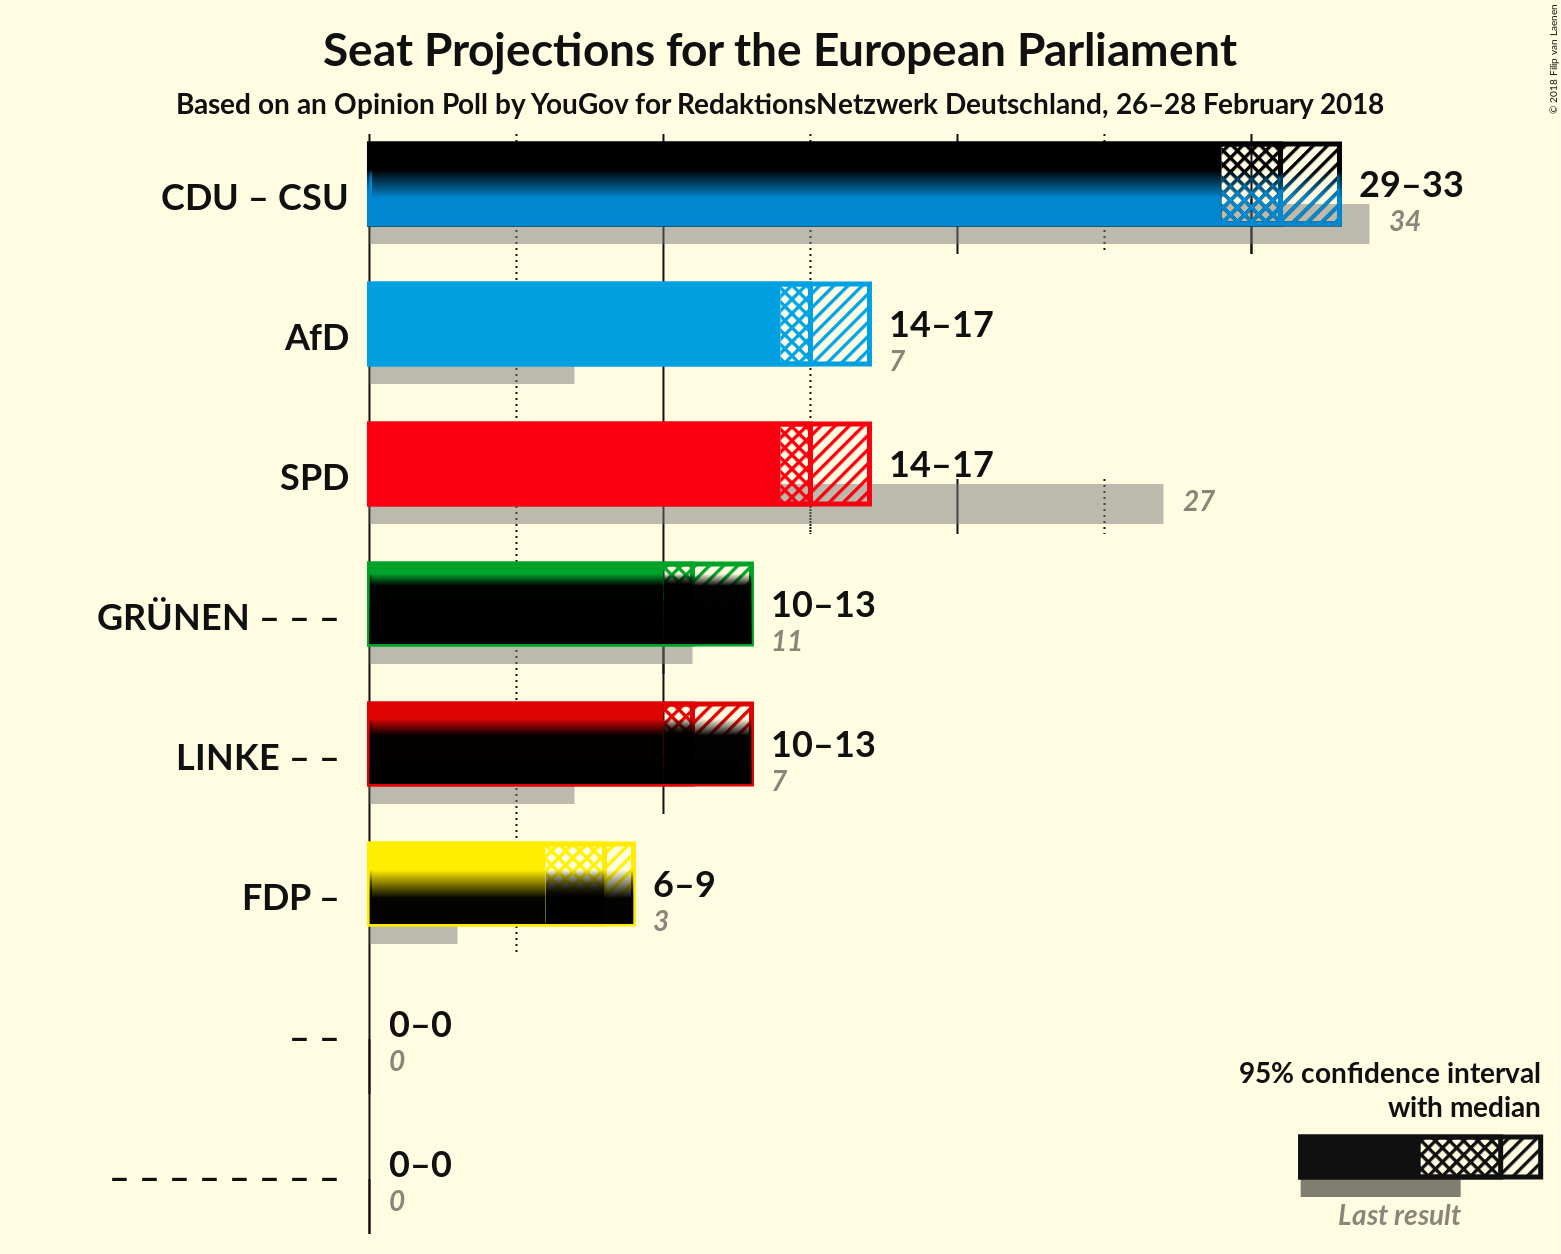 Seat Projections for the European Parliament
Based on an Opinion Poll by YouGov for RedaktionsNetzwerk Deutschland, 26–28 February 2018
© 2018 Filip van Laenen
CDU – CSU
29–33
34
AfD
14–17
7
SPD
14–17
27
GRÜNEN – – –
10–13
11
LINKE – –
10–13
7
FDP –
6–9
3
– –
0–0
0
– – – – – – – –
0–0
0
95% confidence interval
with median
Last result